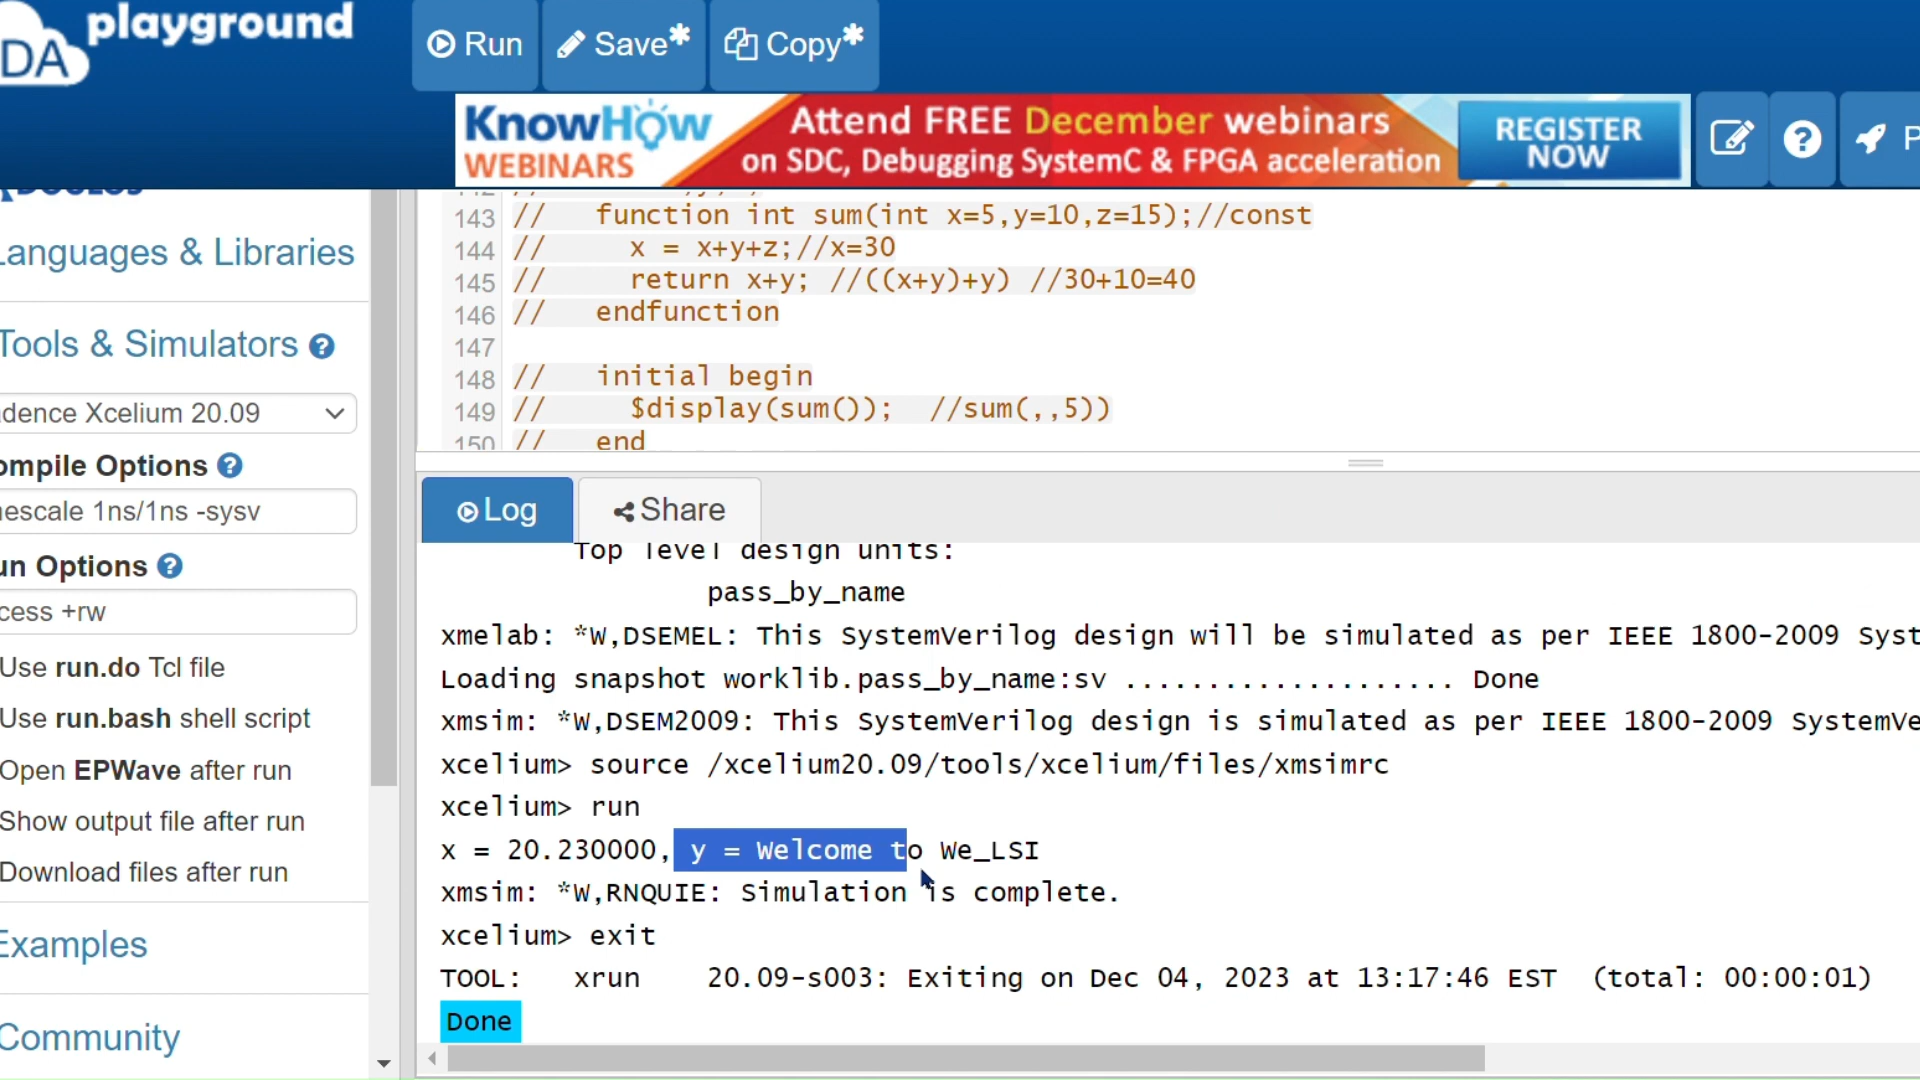 DA playground
Run
Save*
Copy*
KnowHow
WEBINARS
Attend FREE December webinars
on SDC, Debugging SystemC & FPGA acceleration
REGISTER
NOW
P
Languages & Libraries
Tools & Simulators
dence Xcelium 20.09
ompile Options
escale 1ns/1ns -sysv
un Options
cess +rw
Use run.do Tcl file
Use run.bash shell script
Open EPWave after run
Show output file after run
Download files after run
Examples
Community
143 //   function int sum(int x=5,y=10,z=15);//const
144 //     x = x+y+z;//x=30
145 //     return x+y; //((x+y)+y) //30+10=40
146 //   endfunction
147
148 //   initial begin
149 //     $display(sum());  //sum(,,5))
150 //   end
Log
Share
Top level design units:
pass_by_name
xmelab: *W,DSEMEL: This SystemVerilog design will be simulated as per IEEE 1800-2009 Syst
Loading snapshot worklib.pass_by_name:sv .................... Done
xmsim: *W,DSEM2009: This SystemVerilog design is simulated as per IEEE 1800-2009 SystemVe
xcelium> source /xcelium20.09/tools/xcelium/files/xmsimrc
xcelium> run
x = 20.230000, y = Welcome to We_LSI
xmsim: *W,RNQUIE: Simulation is complete.
xcelium> exit
TOOL:   xrun    20.09-s003: Exiting on Dec 04, 2023 at 13:17:46 EST  (total: 00:00:01)
Done